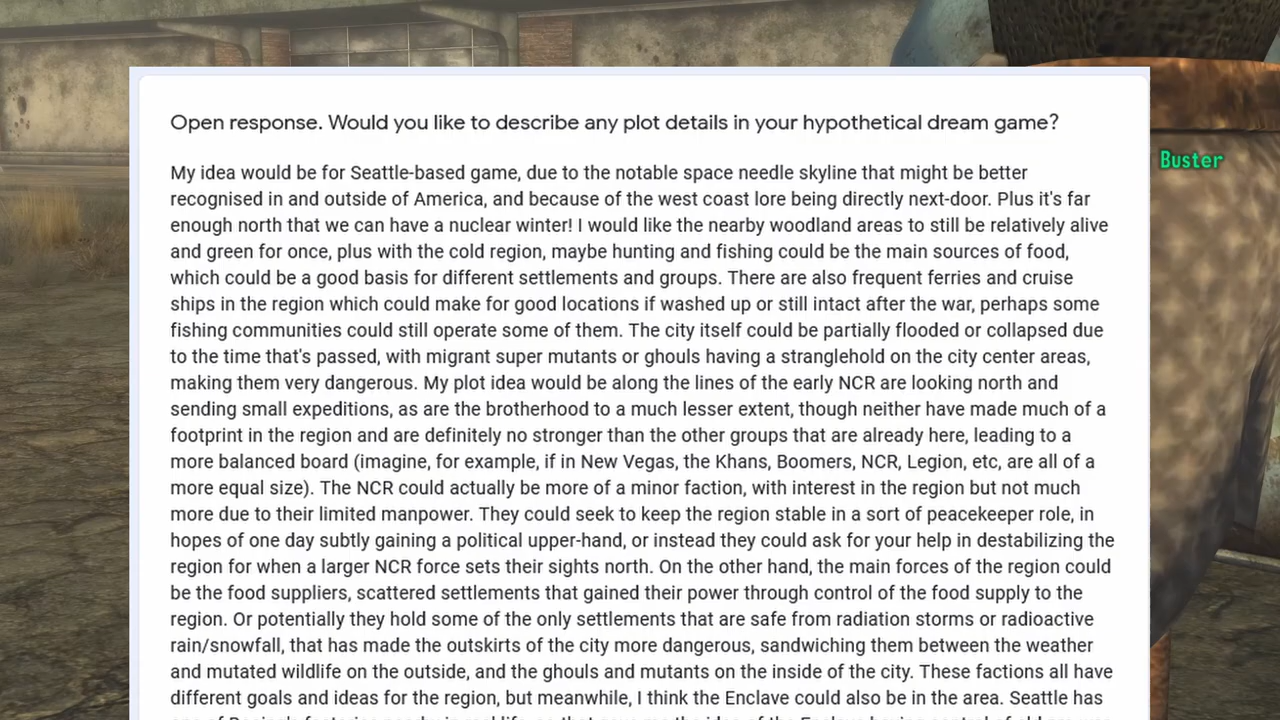 Open response. Would you like to describe any plot details in your hypothetical dream game?
Buster
My idea would be for Seattle-based game, due to the notable space needle skyline that might be better
recognised in and outside of America, and because of the west coast lore being directly next-door. Plus it's far
enough north that we can have a nuclear winter! I would like the nearby woodland areas to still be relatively alive
and green for once, plus with the cold region, maybe hunting and fishing could be the main sources of food,
which could be a good basis for different settlements and groups. There are also frequent ferries and cruise
ships in the region which could make for good locations if washed up or still intact after the war, perhaps some
fishing communities could still operate some of them. The city itself could be partially flooded or collapsed due
to the time that's passed, with migrant super mutants or ghouls having a stranglehold on the city center areas,
making them very dangerous. My plot idea would be along the lines of the early NCR are looking north and
sending small expeditions, as are the brotherhood to a much lesser extent, though neither have made much of a
footprint in the region and are definitely no stronger than the other groups that are already here, leading to a
more balanced board (imagine, for example, if in New Vegas, the Khans, Boomers, NCR, Legion, etc, are all of a
more equal size). The NCR could actually be more of a minor faction, with interest in the region but not much
more due to their limited manpower. They could seek to keep the region stable in a sort of peacekeeper role, in
hopes of one day subtly gaining a political upper-hand, or instead they could ask for your help in destabilizing the
region for when a larger NCR force sets their sights north. On the other hand, the main forces of the region could
be the food suppliers, scattered settlements that gained their power through control of the food supply to the
region. Or potentially they hold some of the only settlements that are safe from radiation storms or radioactive
rain/snowfall, that has made the outskirts of the city more dangerous, sandwiching them between the weather
and mutated wildlife on the outside, and the ghouls and mutants on the inside of the city. These factions all have
different goals and ideas for the region, but meanwhile, I think the Enclave could also be in the area. Seattle has